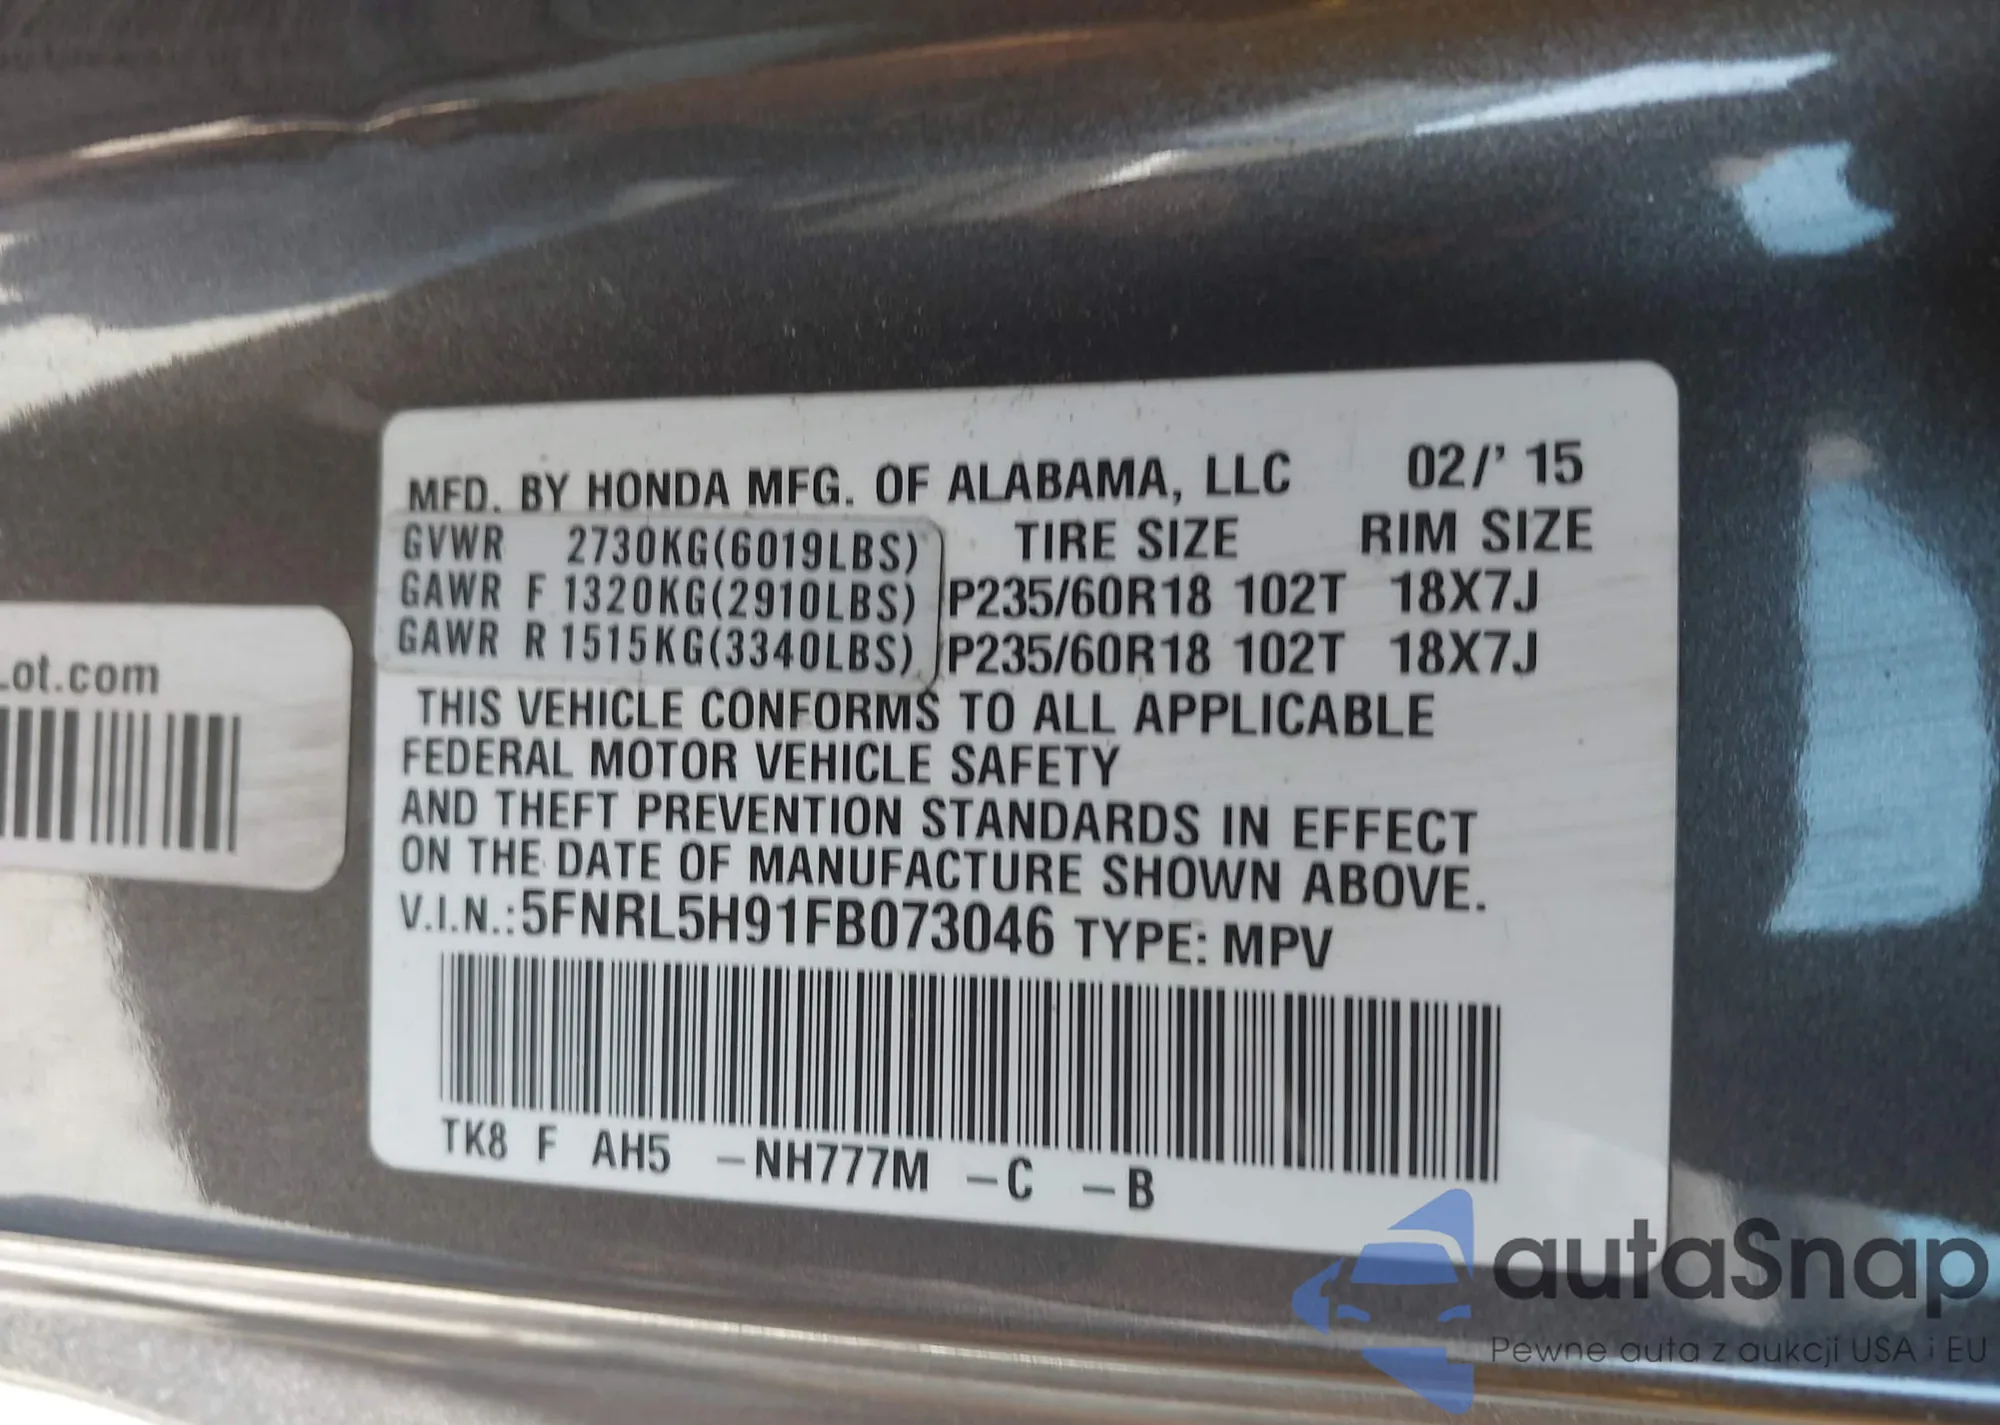 MFD. BY HONDA MFG. OF ALABAMA, LLC 02/' 15
GVWR 2730KG(6019LBS) TIRE SIZE RIM SIZE
GAWR F 1320KG(2910LBS) P235/60R18 102T 18X7J
GAWR R 1515KG(3340LBS) P235/60R18 102T 18X7J
THIS VEHICLE CONFORMS TO ALL APPLICABLE
FEDERAL MOTOR VEHICLE SAFETY
AND THEFT PREVENTION STANDARDS IN EFFECT
ON THE DATE OF MANUFACTURE SHOWN ABOVE.
V.I.N.:5FNRL5H91FB073046 TYPE: MPV
TK8 F AH5 –NH777M –C –B
ot.com
autaSnap
Pewne auta z aukcji USA i EU